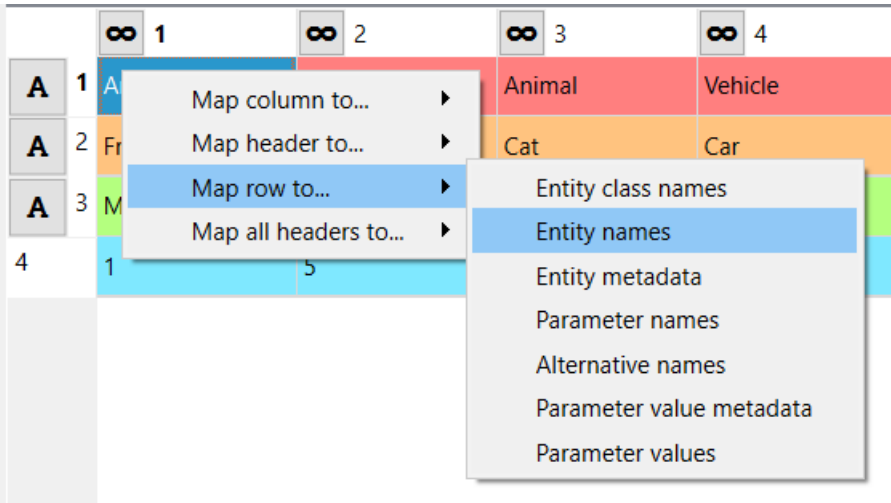 ∞ 1 ∞ 2 ∞ 3 ∞ 4
A 1 Animal Vehicle
A 2 Cat Car
A 3
4 1 5
Map column to...
Map header to...
Map row to...
Map all headers to...
Entity class names
Entity names
Entity metadata
Parameter names
Alternative names
Parameter value metadata
Parameter values